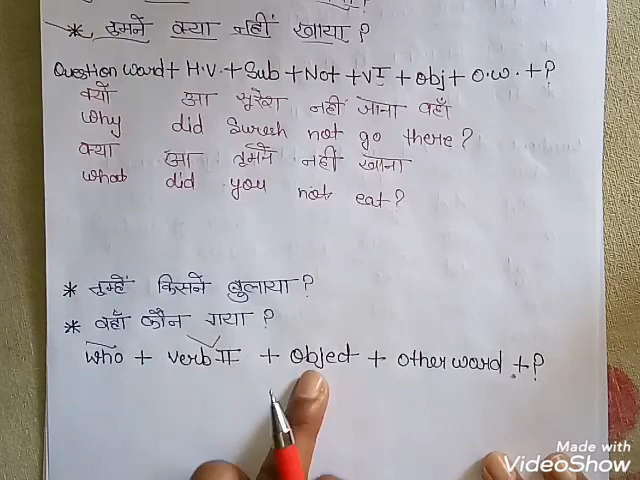 * तुमने क्या नहीं खाया ?
Question word + H.V. + Sub + Not + VI + obj + O.W. + ?
क्यों आ सुरेश नहीं जाना वहाँ
why did Suresh not go there?
क्या आ तुमने नहीं खाना
what did you not eat?
* तुम्हें किसने बुलाया ?
* वहाँ कौन गया ?
who + verb II + object + other word + ?
Made with
VideoShow